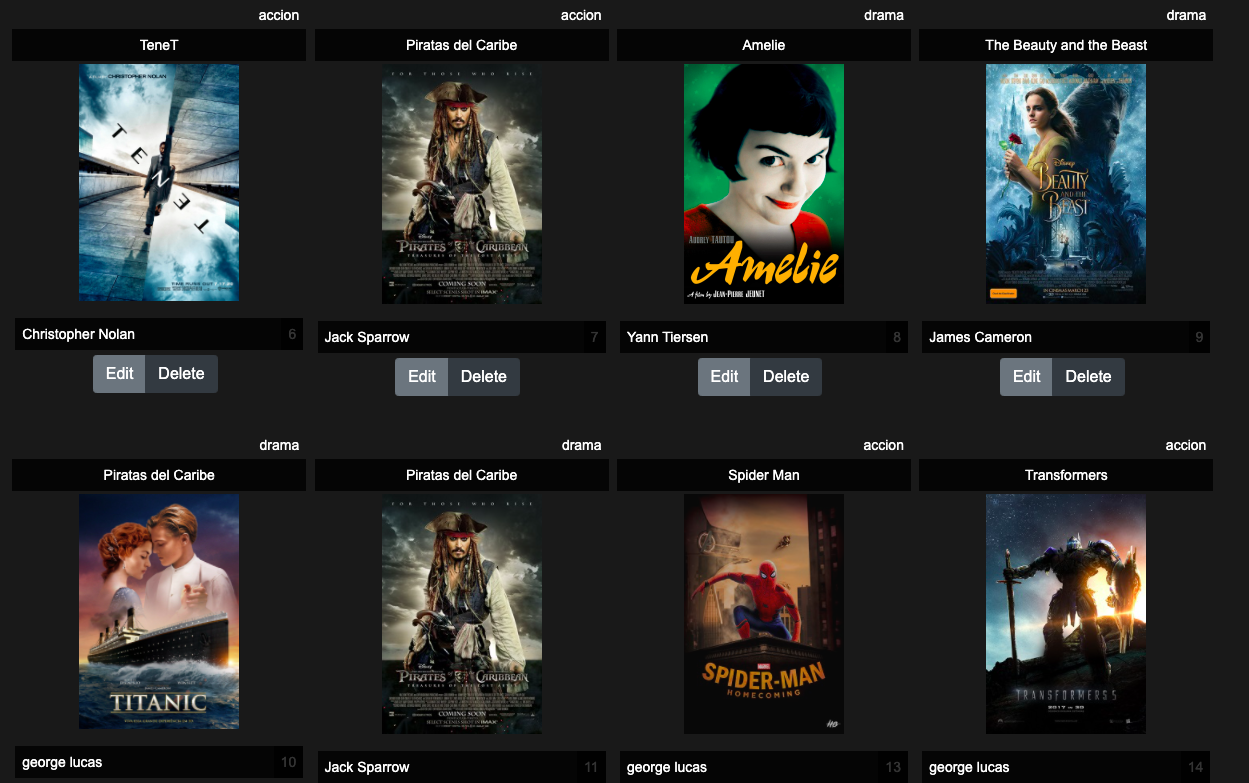 accion
accion
drama
drama
TeneT
Piratas del Caribe
Amelie
The Beauty and the Beast
CHRISTOPHER NOLAN
TENET
FOR THOSE WHO RISE
Disney
PIRATES OF THE CARIBBEAN
COMING SOON
AUDREY TAUTOU
Amelie
A film by JEAN-PIERRE JEUNET
Disney
BEAUTY
AND THE
BEAST
Christopher Nolan 6
Jack Sparrow 7
Yann Tiersen 8
James Cameron 9
Edit Delete
Edit Delete
Edit Delete
Edit Delete
drama
drama
accion
accion
Piratas del Caribe
Piratas del Caribe
Spider Man
Transformers
TITANIC
FOR THOSE WHO RISE
Disney
PIRATES OF THE CARIBBEAN
COMING SOON
MARVEL
SPIDER-MAN
HOMECOMING
TRANSFORMERS 5
george lucas 10
Jack Sparrow 11
george lucas 13
george lucas 14